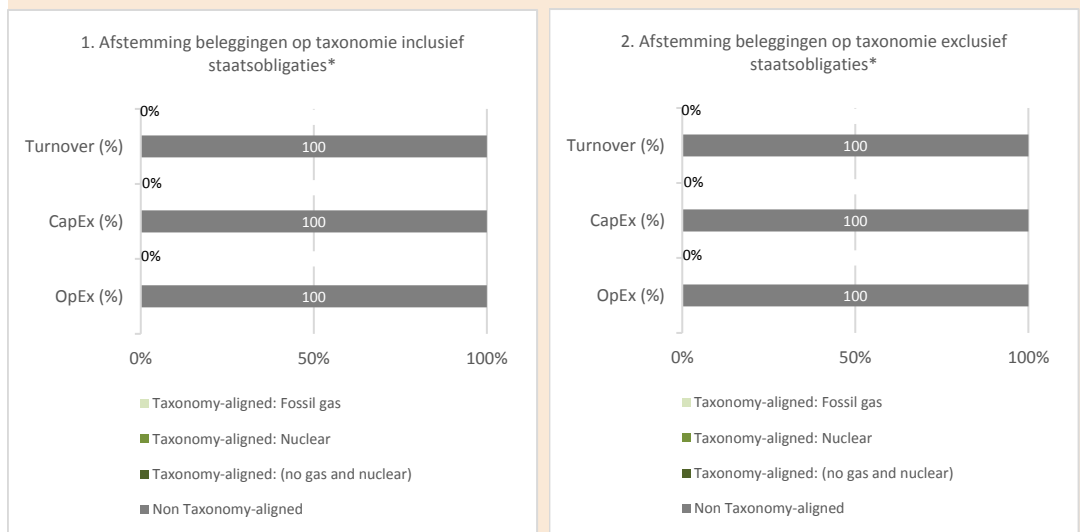 1. Afstemming beleggingen op taxonomie inclusief
staatsobligaties*
0%
Turnover (%)
100
0%
CapEx (%)
100
0%
OpEx (%)
100
0%
50%
100%
Taxonomy-aligned: Fossil gas
Taxonomy-aligned: Nuclear
Taxonomy-aligned: (no gas and nuclear)
Non Taxonomy-aligned
2. Afstemming beleggingen op taxonomie exclusief
staatsobligaties*
0%
Turnover (%)
100
0%
CapEx (%)
100
0%
OpEx (%)
100
0%
50%
100%
Taxonomy-aligned: Fossil gas
Taxonomy-aligned: Nuclear
Taxonomy-aligned: (no gas and nuclear)
Non Taxonomy-aligned